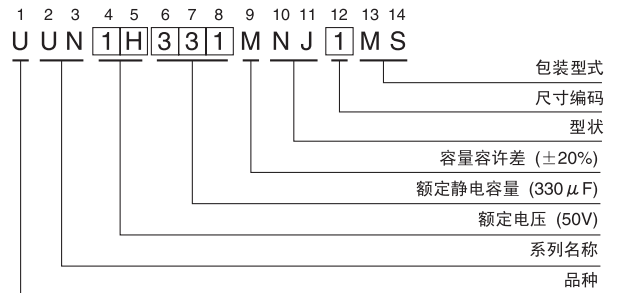 1 2 3 4 5 6 7 8 9 10 11 12 13 14
U U N 1 H 3 3 1 M N J 1 M S
包装型式
尺寸编码
型状
容量容许差 (±20%)
额定静电容量 (330μF)
额定电压 (50V)
系列名称
品种